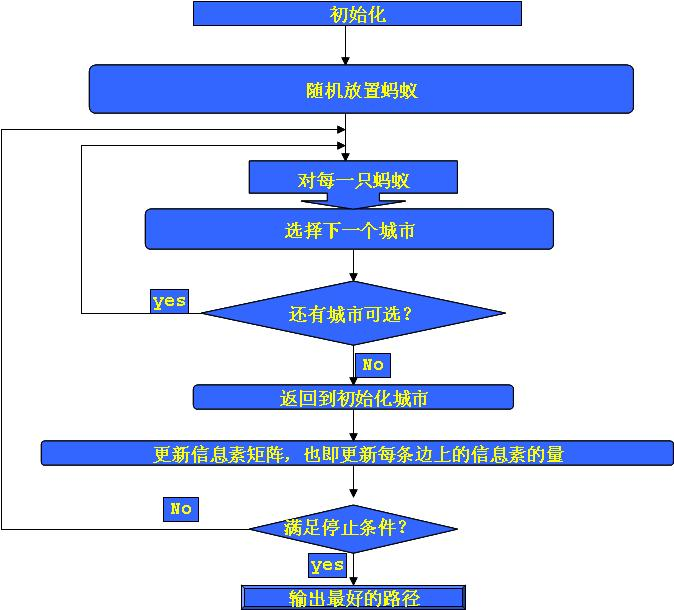 初始化
随机放置蚂蚁
对每一只蚂蚁
选择下一个城市
还有城市可选？
yes
No
返回到初始化城市
更新信息素矩阵，也即更新每条边上的信息素的量
满足停止条件？
No
yes
输出最好的路径